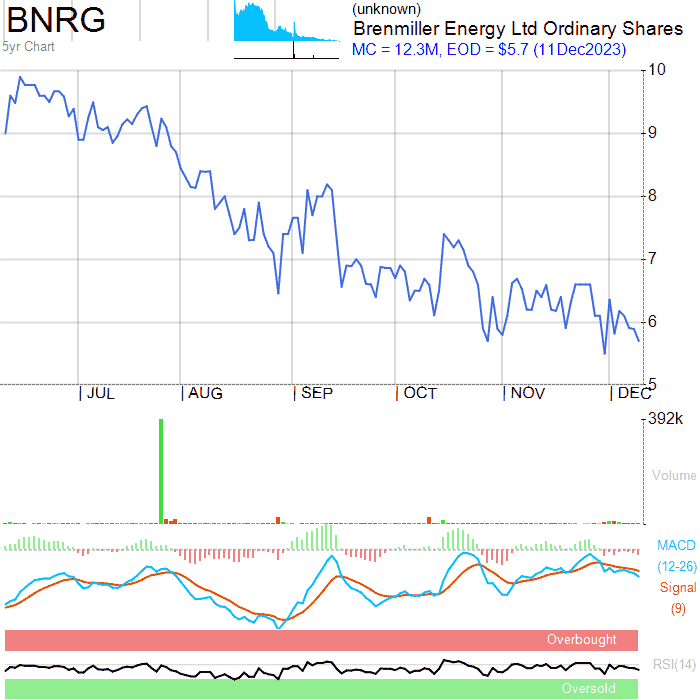 BNRG
5yr Chart
(unknown)
Brenmiller Energy Ltd Ordinary Shares
MC = 12.3M, EOD = $5.7 (11Dec2023)
10
9
8
7
6
5
JUL AUG SEP OCT NOV DEC
392k
Volume
MACD
(12-26)
Signal
(9)
Overbought
RSI(14)
Oversold